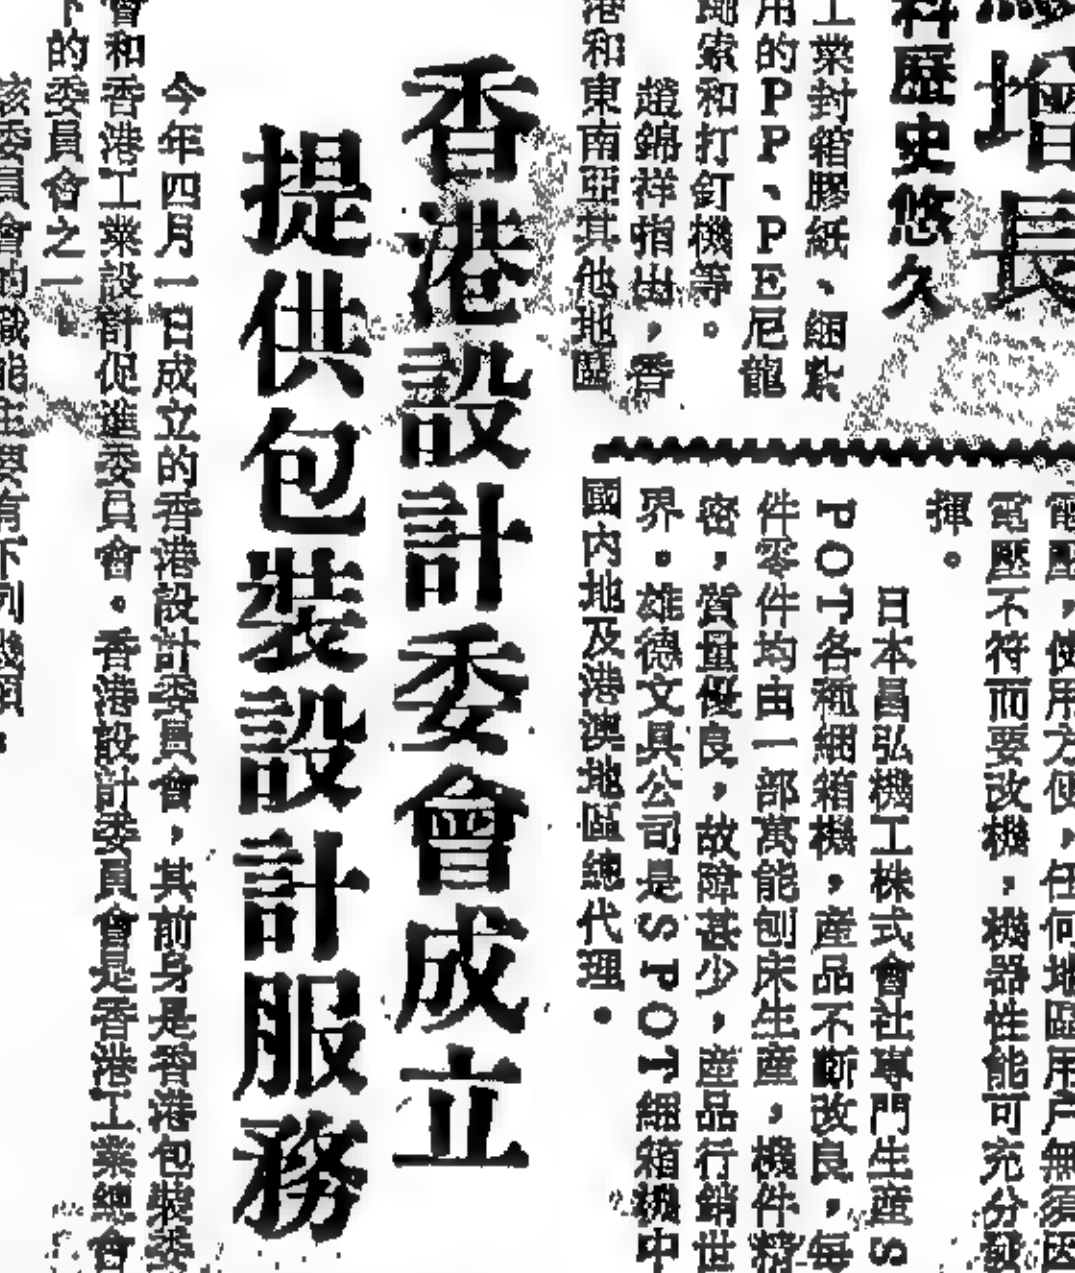 增長
料歷史悠久
工業封箱膠紙、綑紮
用的PP、PE尼龍
繩索和打釘機等。
趙錦祥指出，香
港和東南亞其他地區
電壓，使用方便，任何地區用户無須因
電壓不符而要改機，機器性能可充分發
揮。
日本昌弘機工株式會社專門生産S
POT各種綑箱機，産品不斷改良，每
件零件均由一部萬能刨床生産，機件精
密，質量優良，故障甚少，産品行銷世
界。雄德文具公司是SPOT綑箱機中
國内地及港澳地區總代理。
香港設計委員會成立
提供包裝設計服務
今年四月一日成立的香港設計委員會，其前身是香港包裝委
會和香港工業設計促進委員會。香港設計委員會是香港工業總會
下的委員會之一。
該委員會的職能主要有下列幾項。